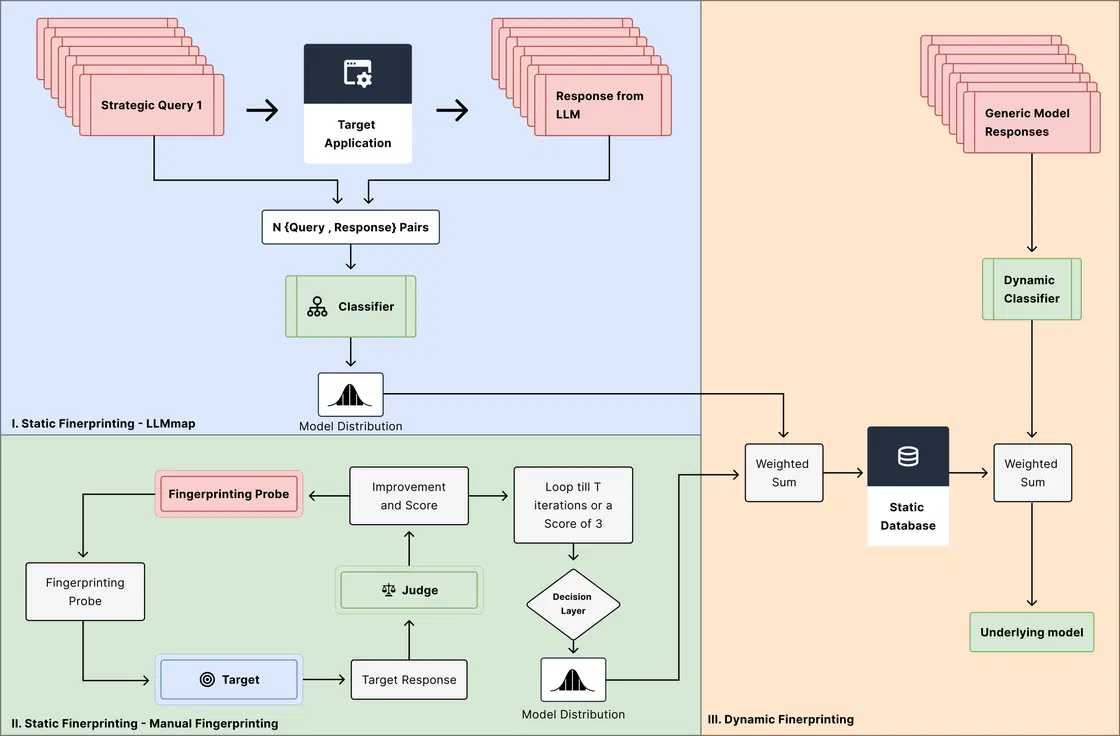 Strategic Query 1
Target
Application
Response from
LLM
N {Query , Response} Pairs
Classifier
Model Distribution
I. Static Finerprinting - LLMmap
Fingerprinting Probe
Improvement
and Score
Loop till T
iterations or a
Score of 3
Fingerprinting
Probe
Judge
Decision
Layer
Target
Target Response
Model Distribution
II. Static Finerprinting - Manual Fingerprinting
Generic Model
Responses
Dynamic
Classifier
Weighted
Sum
Static
Database
Weighted
Sum
Underlying model
III. Dynamic Finerprinting